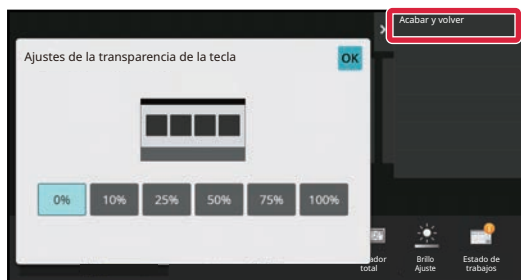 Acabar y volver
Ajustes de la transparencia de la tecla
OK
0% 10% 25% 50% 75% 100%
total
Brillo
Ajuste
Estado de
trabajos